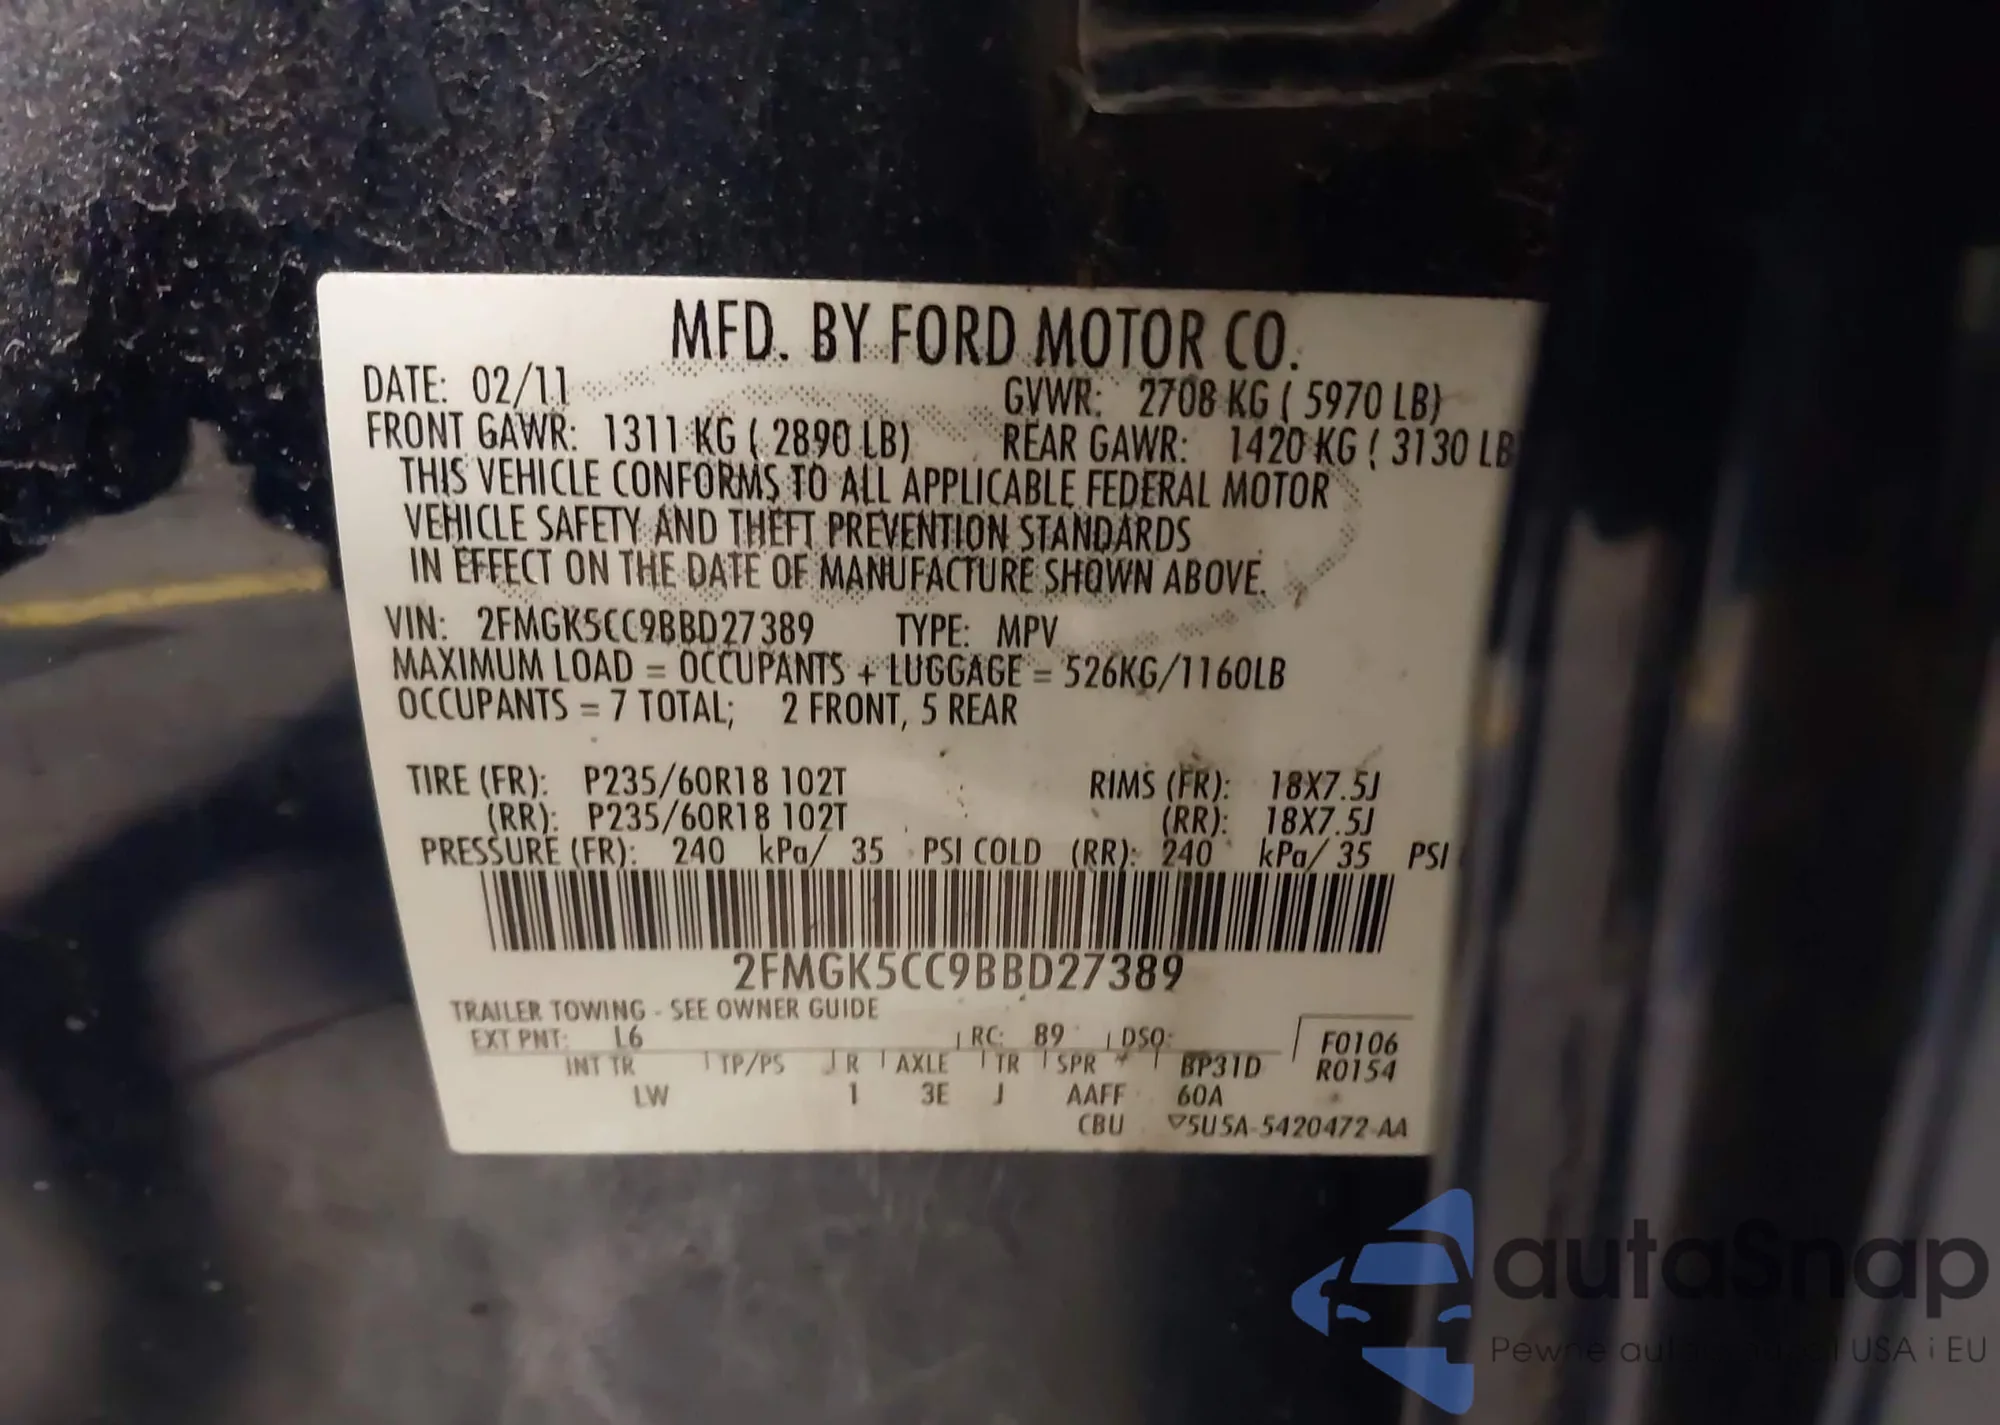 MFD. BY FORD MOTOR CO.
DATE: 02/11 GVWR: 2708 KG ( 5970 LB)
FRONT GAWR: 1311 KG ( 2890 LB) REAR GAWR: 1420 KG ( 3130 LB
THIS VEHICLE CONFORMS TO ALL APPLICABLE FEDERAL MOTOR
VEHICLE SAFETY AND THEFT PREVENTION STANDARDS
IN EFFECT ON THE DATE OF MANUFACTURE SHOWN ABOVE.
VIN: 2FMGK5CC9BBD27389 TYPE: MPV
MAXIMUM LOAD = OCCUPANTS + LUGGAGE = 526KG/1160LB
OCCUPANTS = 7 TOTAL; 2 FRONT, 5 REAR
TIRE (FR): P235/60R18 102T RIMS (FR): 18X7.5J
(RR): P235/60R18 102T (RR): 18X7.5J
PRESSURE (FR): 240 kPa/ 35 PSI COLD (RR): 240 kPa/ 35 PSI
2FMGK5CC9BBD27389
TRAILER TOWING - SEE OWNER GUIDE
EXT PNT: L6 RC: B9 DSO: F0106
INT TR TP/PS R AXLE TR SPR * BP31D R0154
LW 1 3E J AAFF 60A
CBU ▽5U5A-5420472-AA
autaSnap
Pewne USA i EU